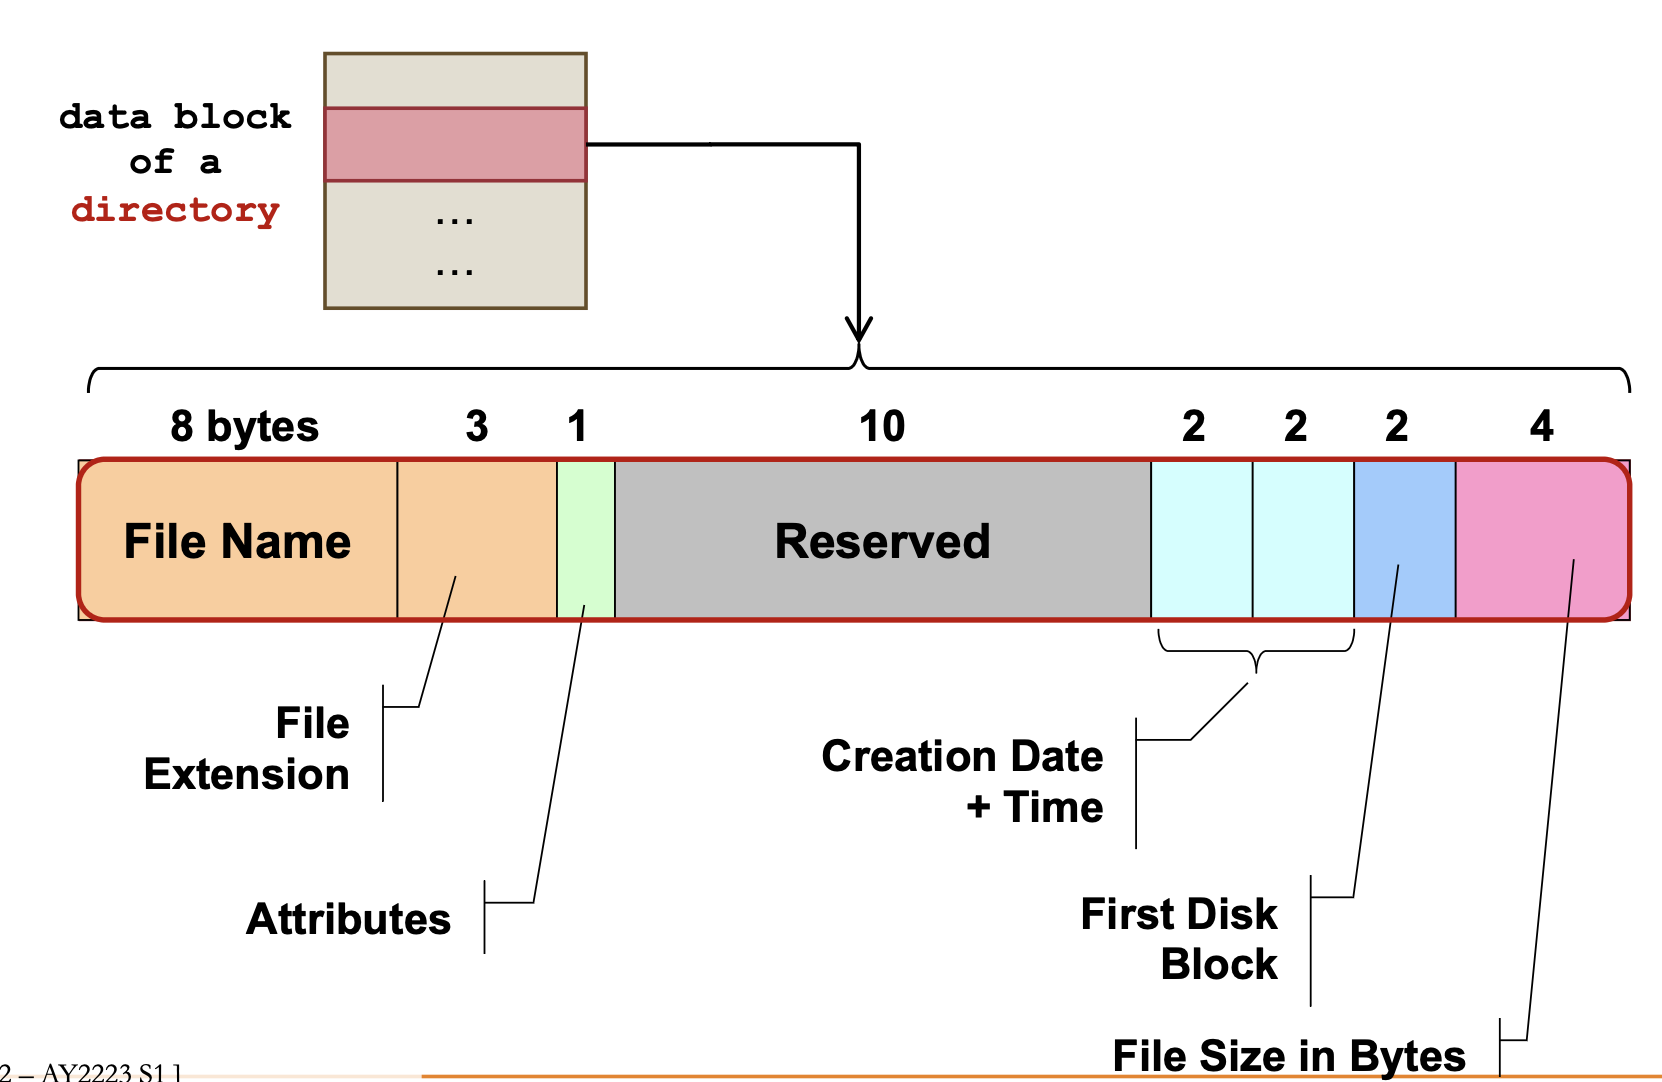 data block
of a
directory
...
...
8 bytes 3 1 10 2 2 2 4
File Name Reserved
File
Extension
Creation Date
+ Time
Attributes
First Disk
Block
File Size in Bytes
2 – AY2223 S1 ]